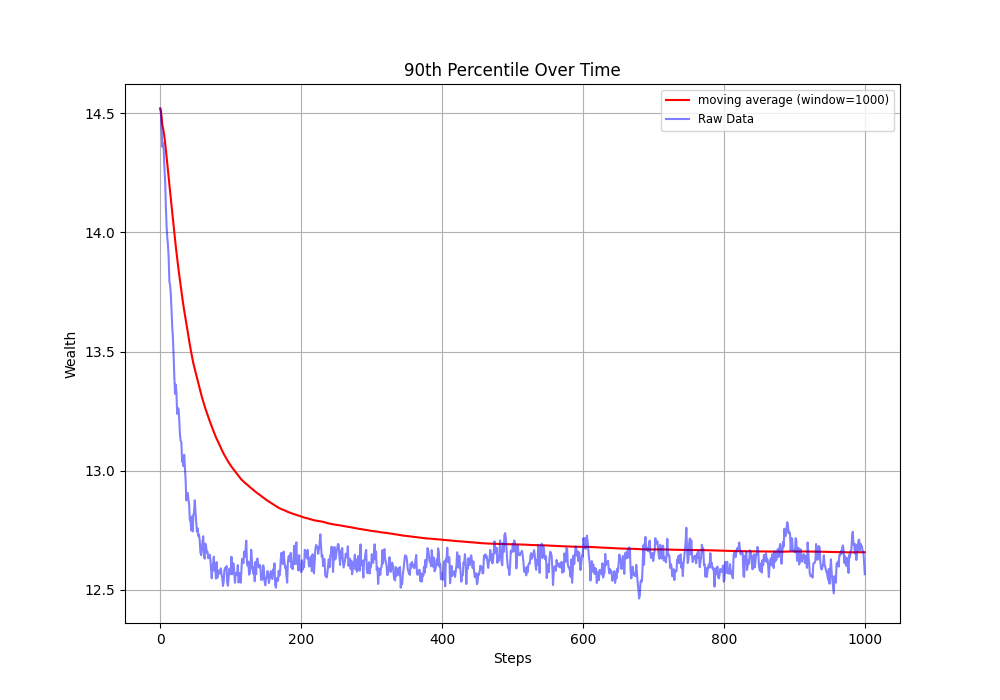 90th Percentile Over Time
moving average (window=1000)
Raw Data
14.5
14.0
13.5
13.0
12.5
Wealth
0 200 400 600 800 1000
Steps